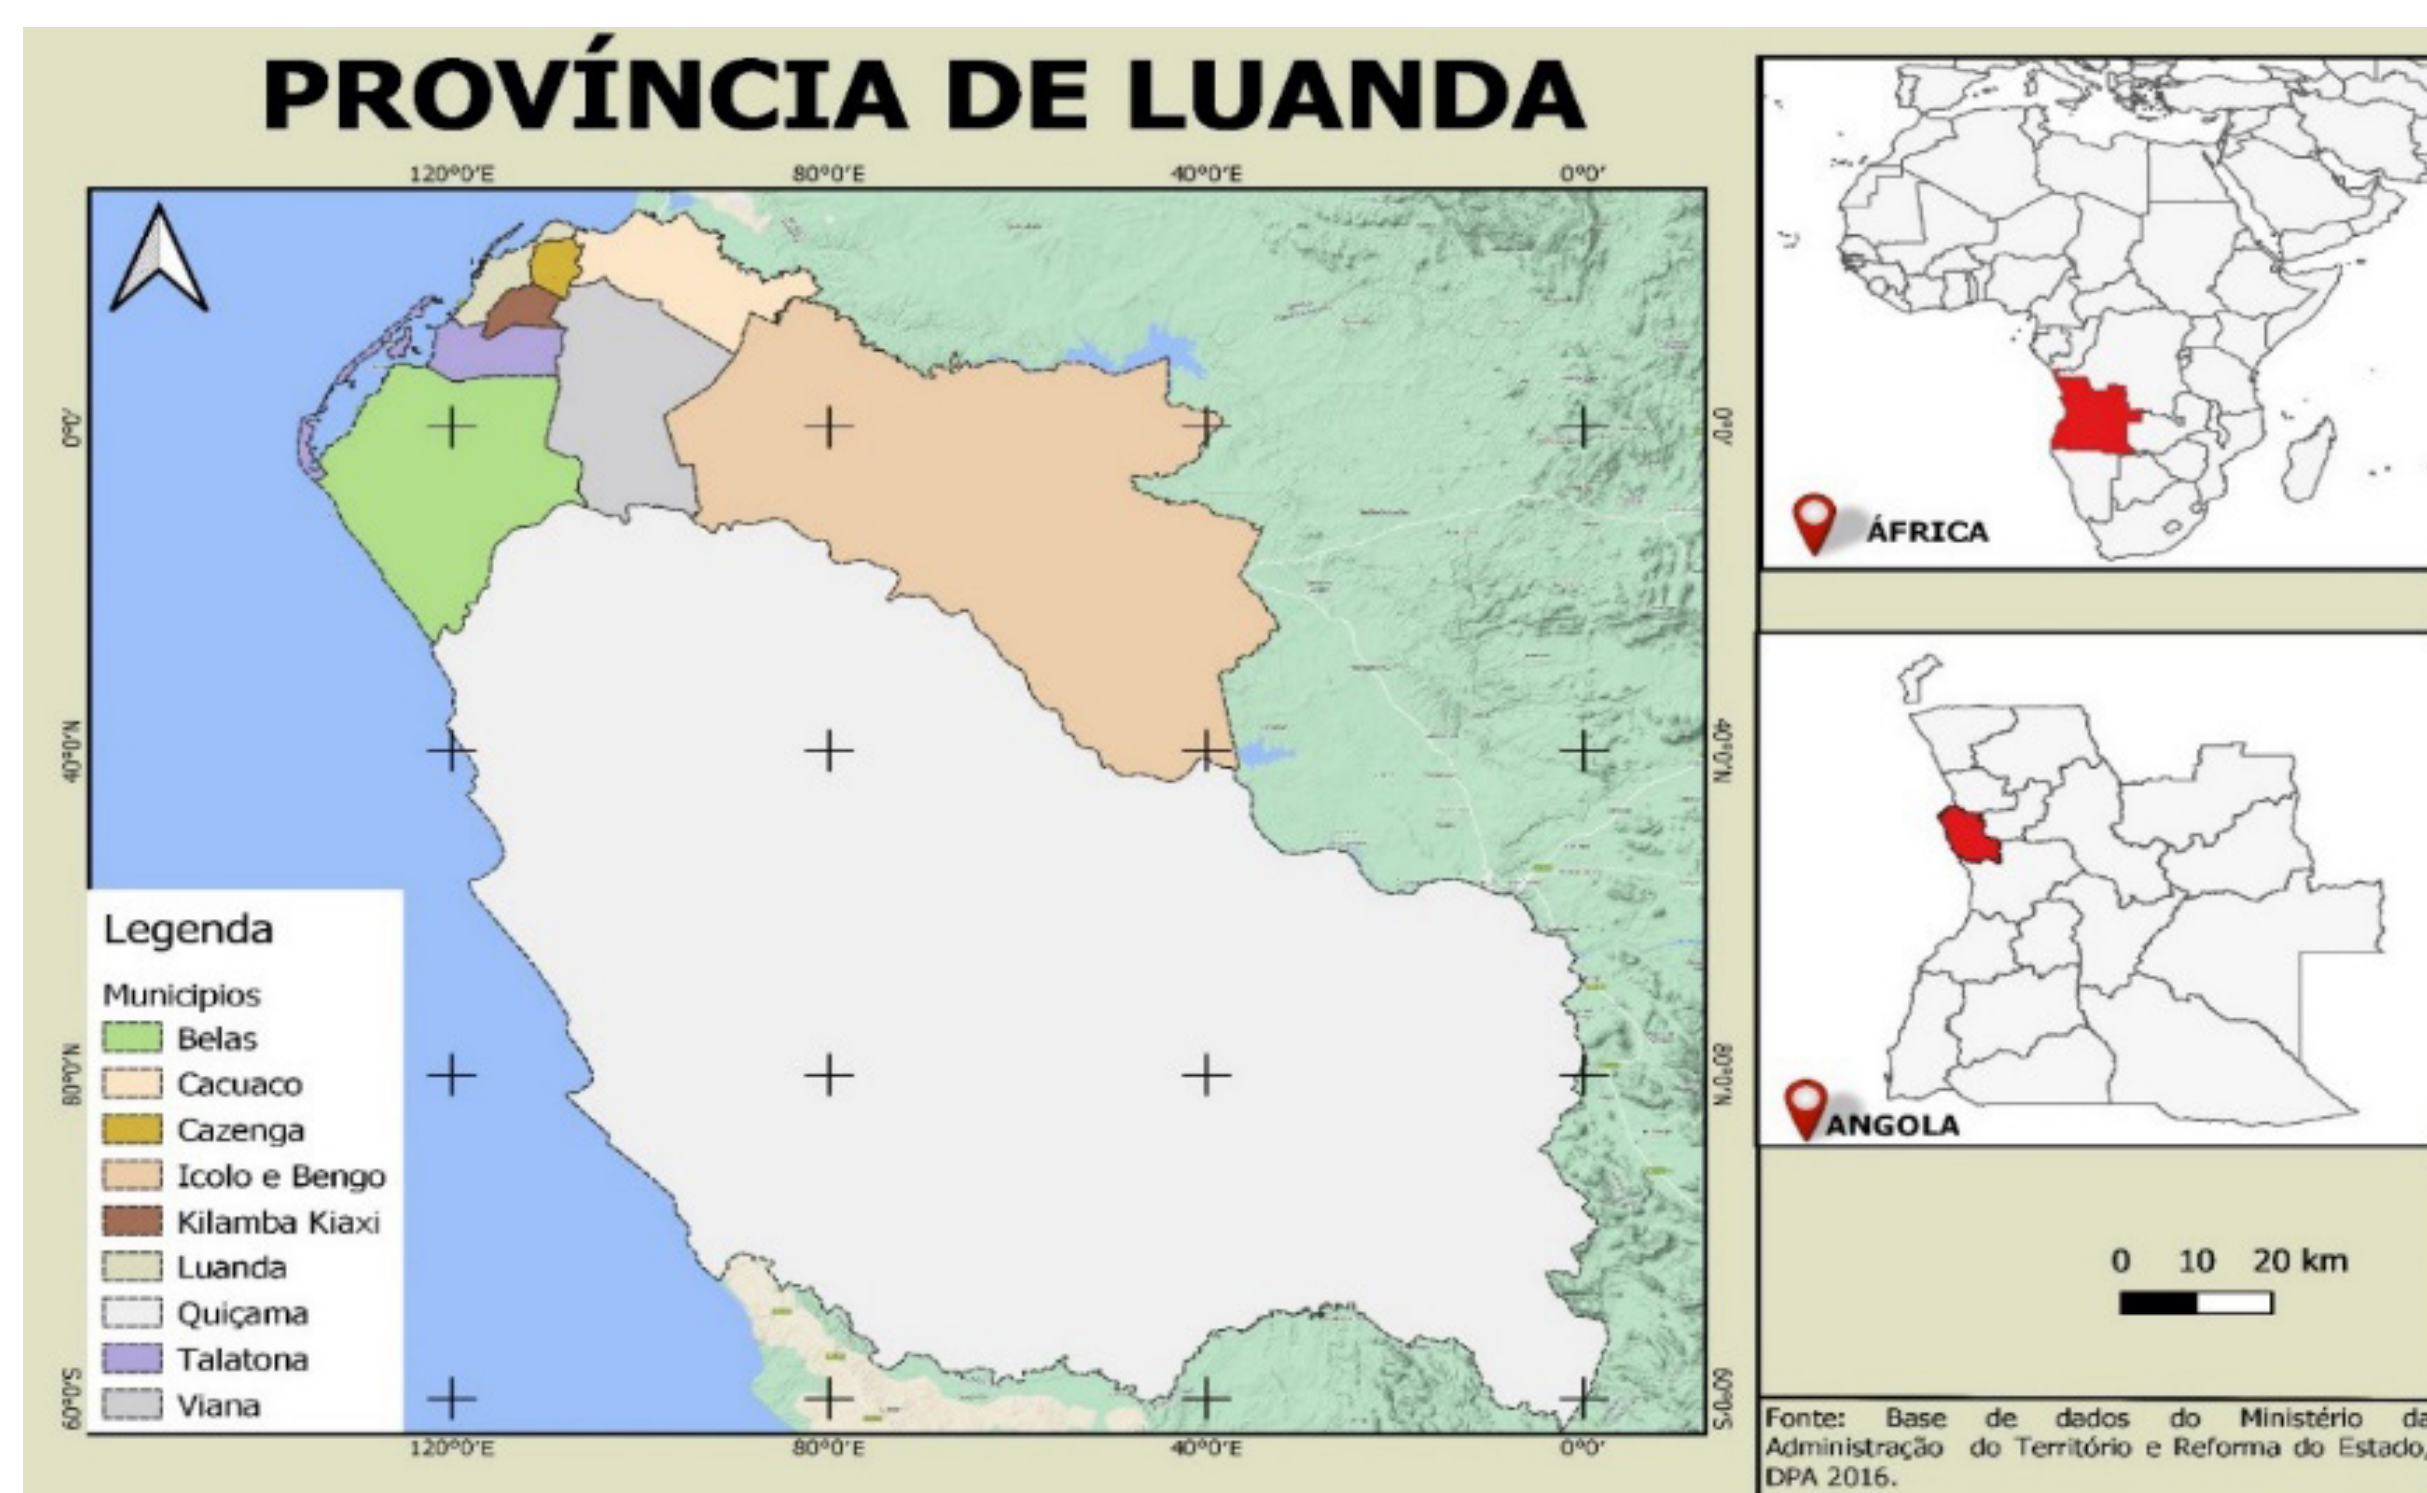 PROVÍNCIA DE LUANDA
120°0'E 80°0'E 40°0'E 0°0'
0°0' 0°0'
40°0'N 40°0'N
80°0'N 80°0'N
60°0'S 60°0'S
120°0'E 80°0'E 40°0'E 0°0'
Legenda
Municipios
Belas
Cacuaco
Cazenga
Icolo e Bengo
Kilamba Kiaxi
Luanda
Quiçama
Talatona
Viana
ÁFRICA
ANGOLA
0 10 20 km
Fonte: Base de dados do Ministério da
Administração do Território e Reforma do Estado,
DPA 2016.